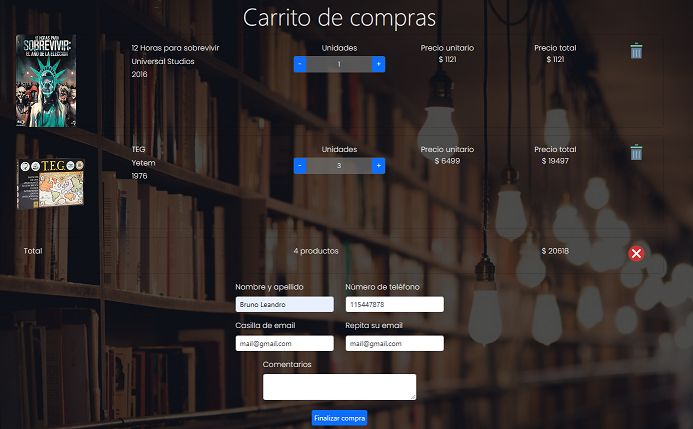 Carrito de compras
12 HORAS PARA
SOBREVIVIR:
EL AÑO DE LA ELECCIÓN
12 Horas para sobrevivir
Universal Studios
2016
Unidades
- 1 +
Precio unitario
$ 1121
Precio total
$ 1121
T.E.G.
TEG
Yetem
1976
Unidades
- 3 +
Precio unitario
$ 6499
Precio total
$ 19497
Total 4 productos $ 20618
Nombre y apellido Número de teléfono
Bruno Leandro 115447878
Casilla de email Repita su email
mail@gmail.com mail@gmail.com
Comentarios
Finalizar compra